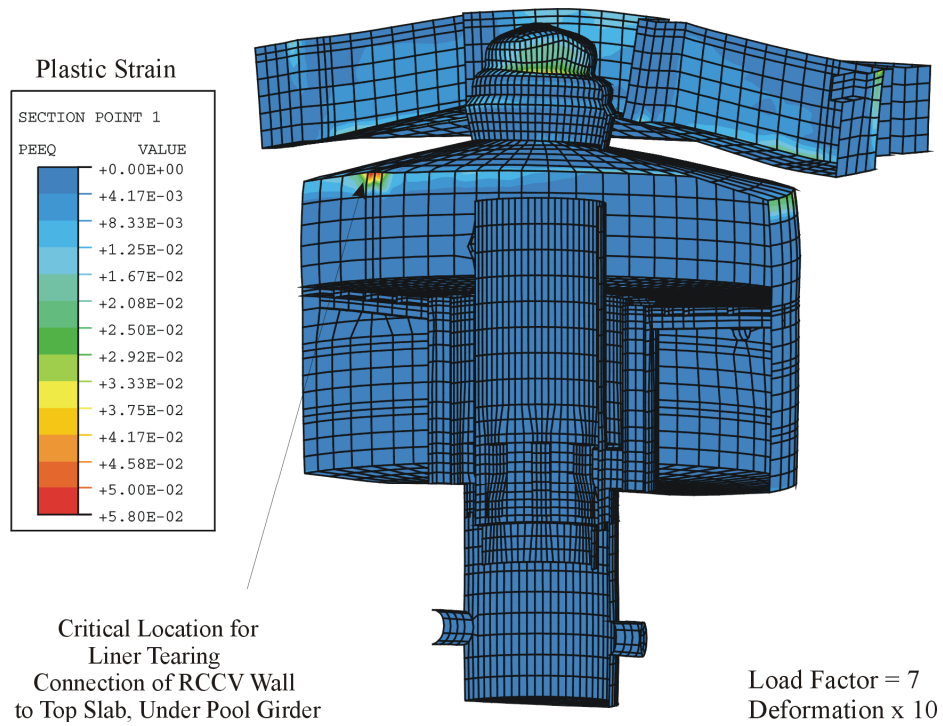 Plastic Strain
SECTION POINT 1
PEEQ VALUE
+0.00E+00
+4.17E-03
+8.33E-03
+1.25E-02
+1.67E-02
+2.08E-02
+2.50E-02
+2.92E-02
+3.33E-02
+3.75E-02
+4.17E-02
+4.58E-02
+5.00E-02
+5.80E-02
Critical Location for
Liner Tearing
Connection of RCCV Wall
to Top Slab, Under Pool Girder
Load Factor = 7
Deformation x 10